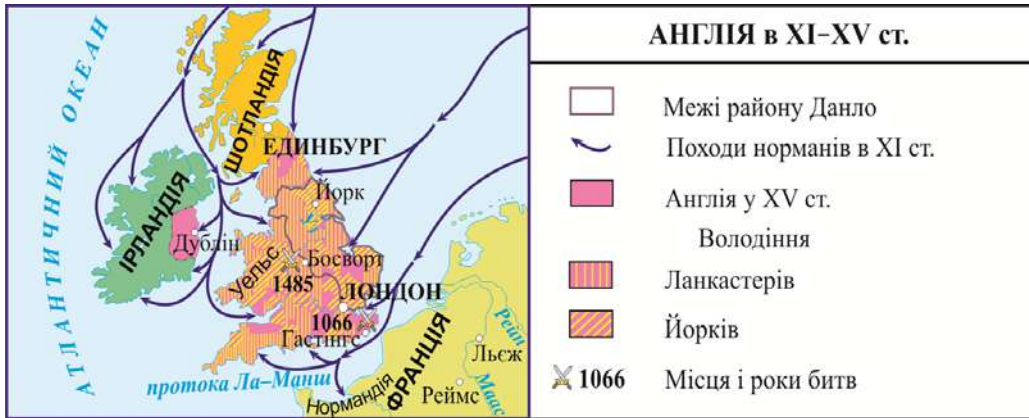 АТЛАНТИЧНИЙ ОКЕАН
ШОТЛАНДІЯ
ЕДИНБУРГ
ІРЛАНДІЯ
Йорк
Дублін
Уельс
Босворт
1485
ЛОНДОН
1066
Гастингс
протока Ла–Манш
Нормандія
ФРАНЦІЯ
Рейн
Льєж
Маас
Реймс
АНГЛІЯ в XI–XV ст.
Межі району Данло
Походи норманів в XI ст.
Англія у XV ст.
Володіння
Ланкастерів
Йорків
1066 Місця і роки битв